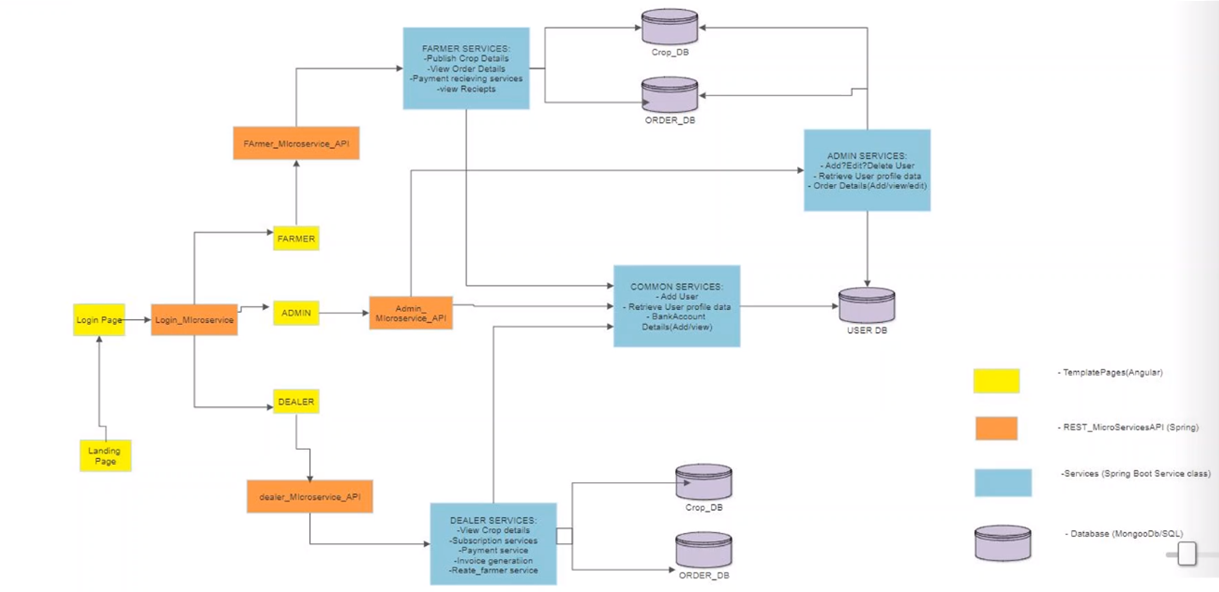 FARMER SERVICES:
-Publish Crop Details
-View Order Details
-Payment recieving services
-view Reciepts
Crop_DB
ORDER_DB
FArmer_MIcroservice_API
ADMIN SERVICES:
- Add?Edit?Delete User
- Retrieve User profile data
- Order Details(Add/view/edit)
FARMER
COMMON SERVICES:
- Add User
- Retrieve User profile data
- BankAccount
Details(Add/view)
Login Page
Login_MIcroservice
ADMIN
Admin_
MIcroservice_API
USER DB
- TemplatePages(Angular)
DEALER
- REST_MicroServicesAPI (Spring)
Landing
Page
-Services (Spring Boot Service class)
dealer_MIcroservice_API
Crop_DB
DEALER SERVICES:
-View Crop details
-Subscription services
-Payment service
-Invoice generation
-Reate_farmer service
- Database (MongooDb/SQL)
ORDER_DB